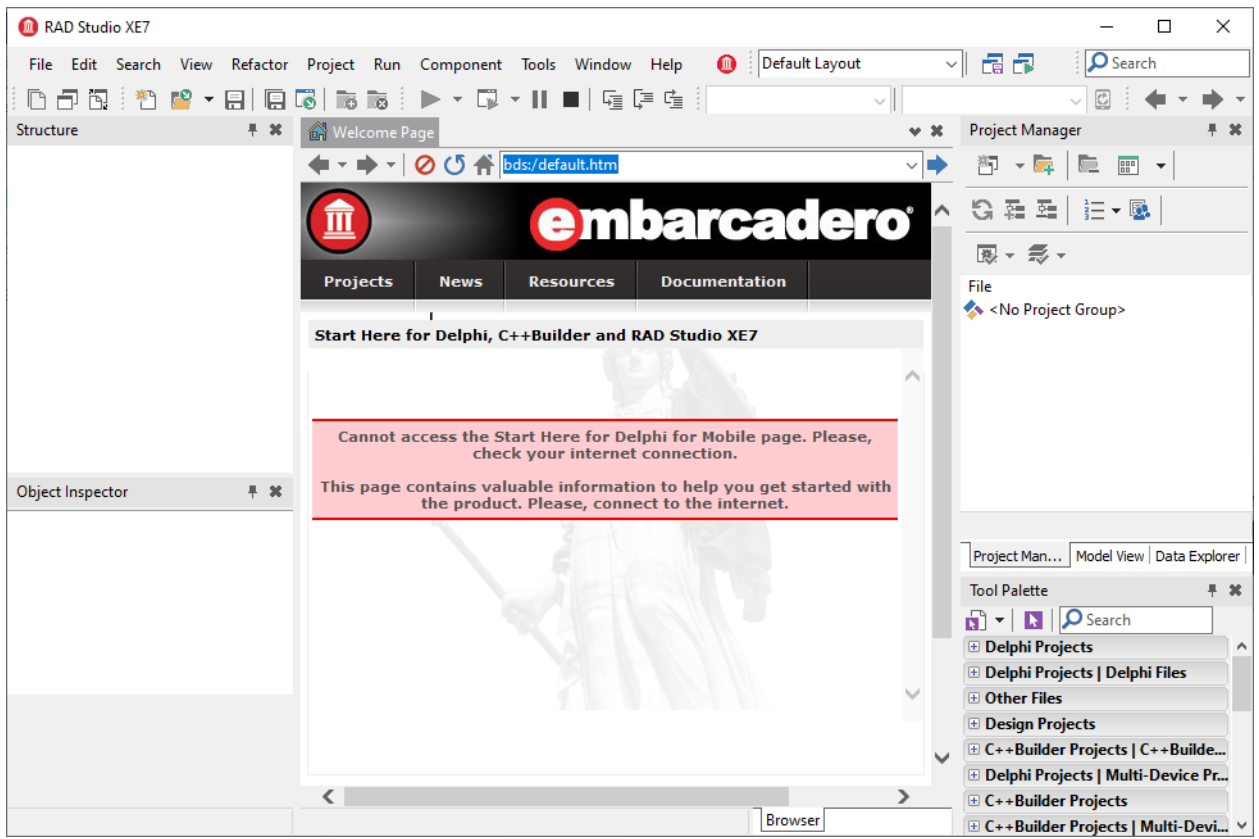 RAD Studio XE7
File Edit Search View Refactor Project Run Component Tools Window Help Default Layout Search
Structure
Welcome Page
Project Manager
bds:/default.htm
embarcadero®
Projects News Resources Documentation
File
<No Project Group>
Start Here for Delphi, C++Builder and RAD Studio XE7
Cannot access the Start Here for Delphi for Mobile page. Please,
check your internet connection.
This page contains valuable information to help you get started with
the product. Please, connect to the internet.
Object Inspector
Project Man... Model View Data Explorer
Tool Palette
Search
Delphi Projects
Delphi Projects | Delphi Files
Other Files
Design Projects
C++Builder Projects | C++Builde...
Delphi Projects | Multi-Device Pr...
C++Builder Projects
C++Builder Projects | Multi-Devi...
Browser